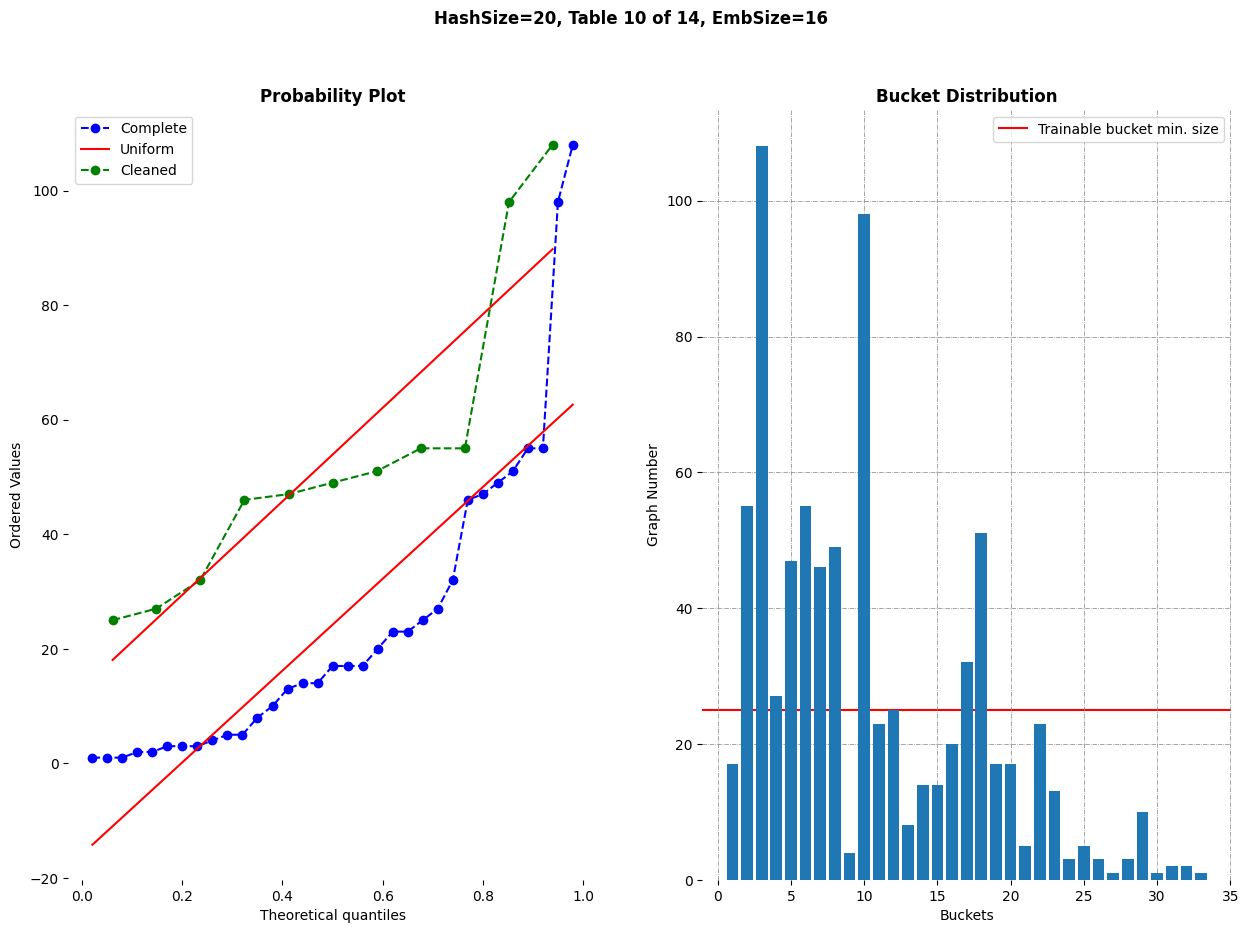 HashSize=20, Table 10 of 14, EmbSize=16
Probability Plot
Complete
Uniform
Cleaned
Ordered Values
100
80
60
40
20
0
−20
0.0 0.2 0.4 0.6 0.8 1.0
Theoretical quantiles
Bucket Distribution
Trainable bucket min. size
Graph Number
100
80
60
40
20
0
0 5 10 15 20 25 30 35
Buckets